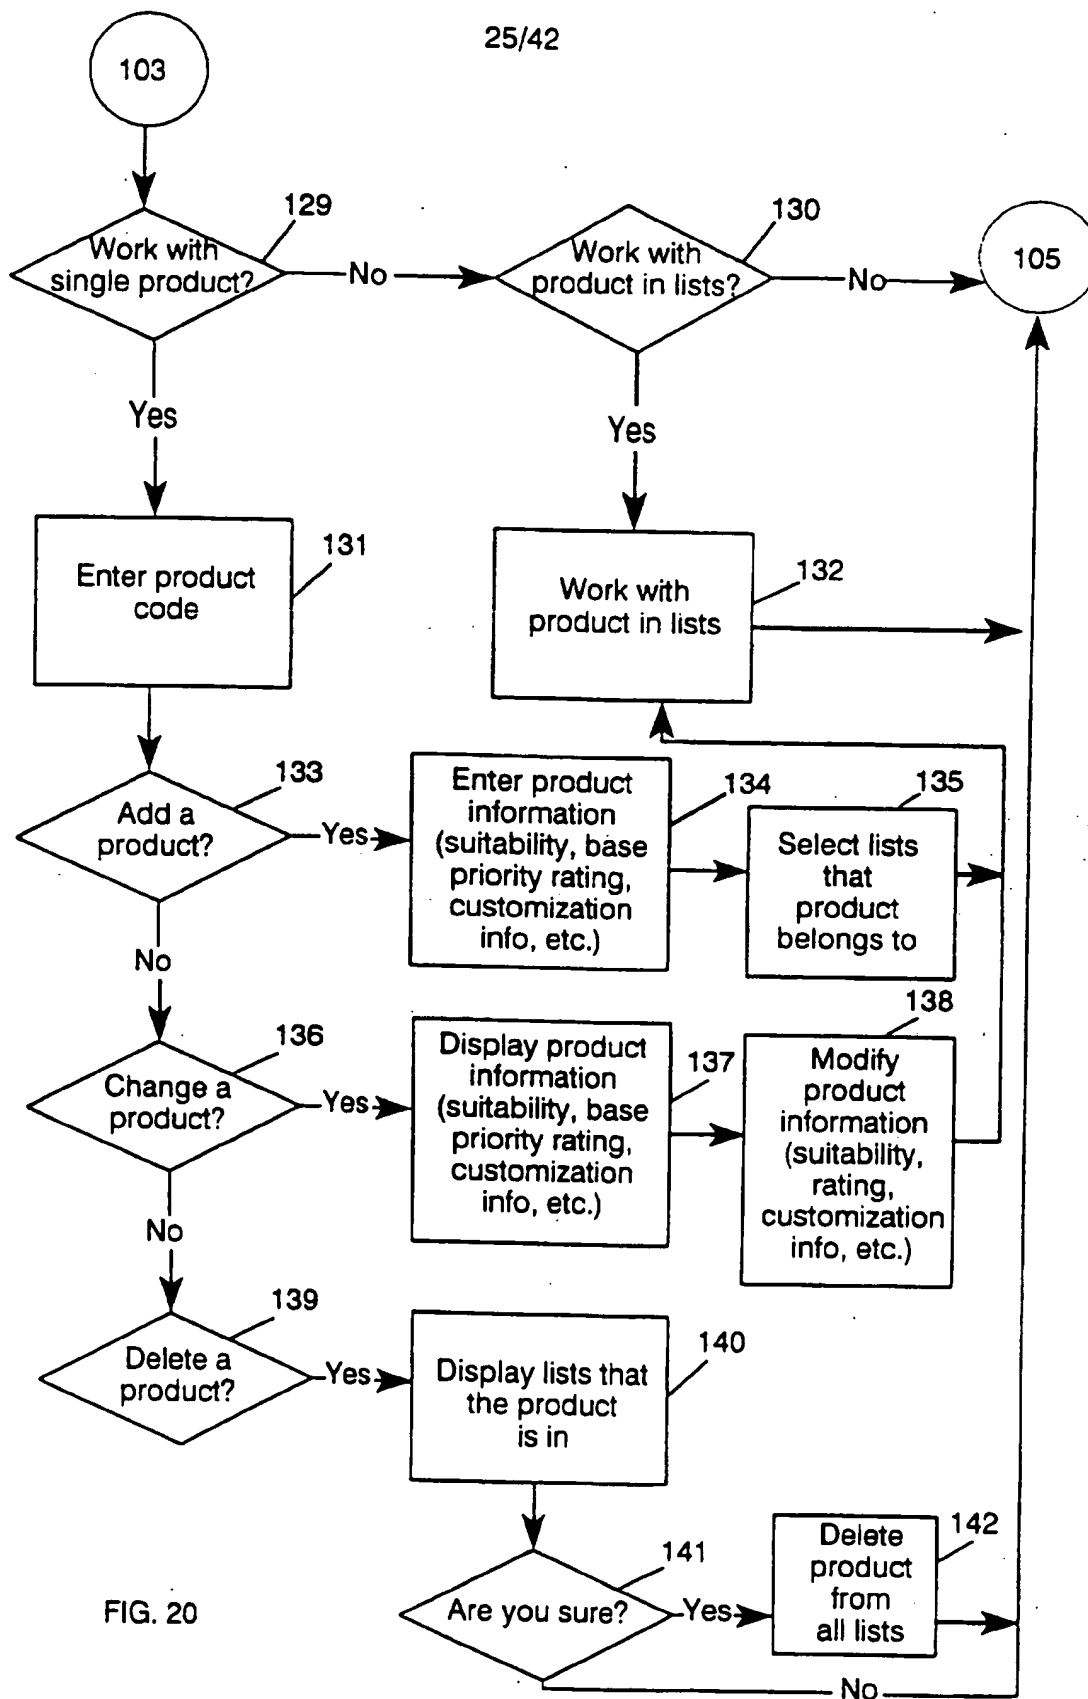 25/42
103
129
Work with
single product?
No
130
Work with
product in lists?
No
105
Yes
Yes
131
Enter product
code
132
Work with
product in lists
133
Add a
product?
Yes
134
Enter product
information
(suitability, base
priority rating,
customization
info, etc.)
135
Select lists
that
product
belongs to
No
136
Change a
product?
Yes
137
Display product
information
(suitability, base
priority rating,
customization
info, etc.)
138
Modify
product
information
(suitability,
rating,
customization
info, etc.)
No
139
Delete a
product?
Yes
140
Display lists that
the product
is in
141
Are you sure?
Yes
142
Delete
product
from
all lists
No
FIG. 20